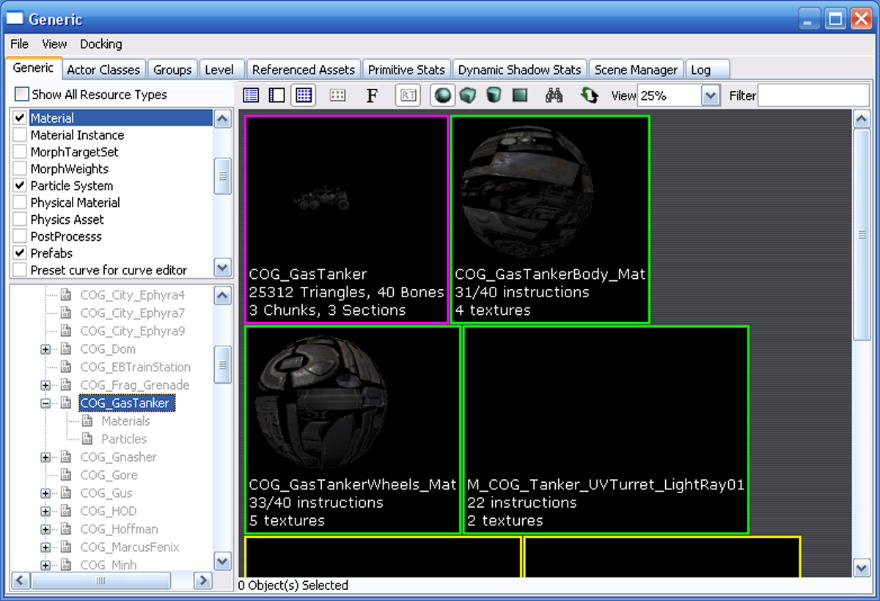 Generic
File View Docking
Generic Actor Classes Groups Level Referenced Assets Primitive Stats Dynamic Shadow Stats Scene Manager Log
Show All Resource Types
F RT View 25% Filter
Material
Material Instance
MorphTargetSet
MorphWeights
Particle System
Physical Material
Physics Asset
PostProcesss
Prefabs
Preset curve for curve editor
COG_City_Ephyra4
COG_City_Ephyra7
COG_City_Ephyra9
COG_Dom
COG_EBTrainStation
COG_Frag_Grenade
COG_GasTanker
Materials
Particles
COG_Gnasher
COG_Gore
COG_Gus
COG_HOD
COG_Hoffman
COG_MarcusFenix
COG_Minh
COG_GasTanker
25312 Triangles, 40 Bones
3 Chunks, 3 Sections
COG_GasTankerBody_Mat
31/40 instructions
4 textures
COG_GasTankerWheels_Mat
33/40 instructions
5 textures
M_COG_Tanker_UVTurret_LightRay01
22 instructions
2 textures
0 Object(s) Selected